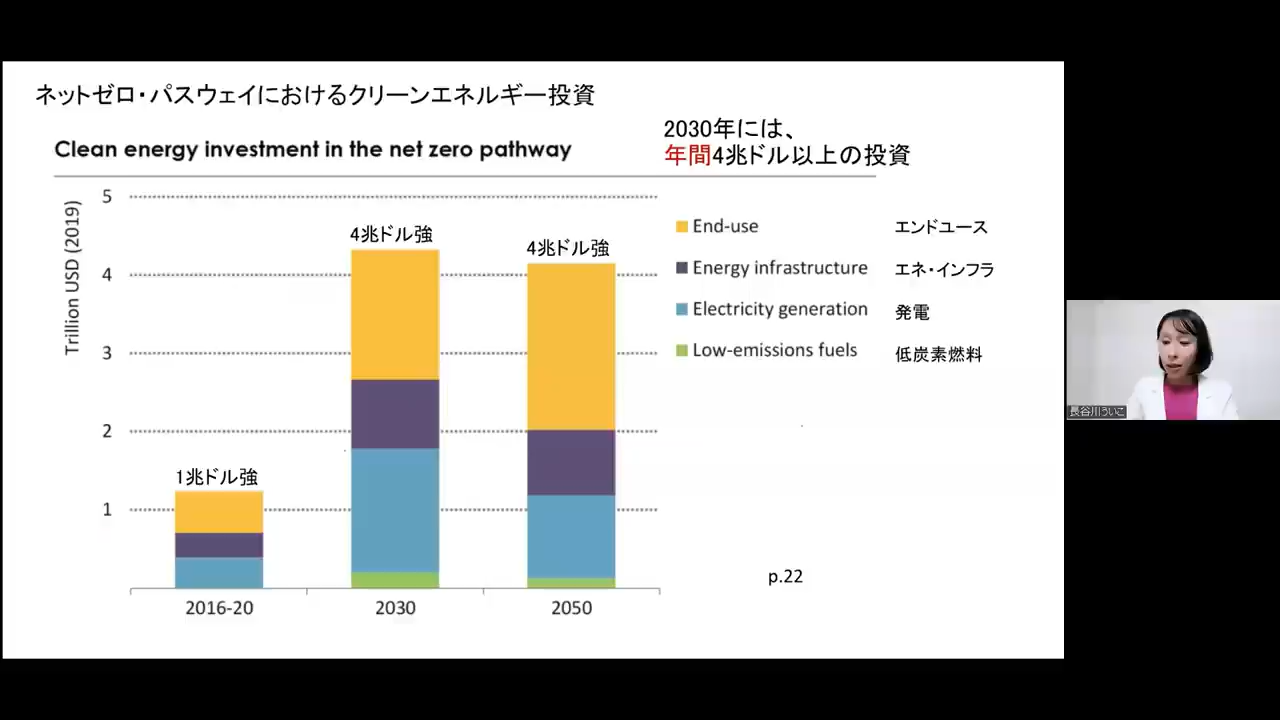 ネットゼロ・パスウェイにおけるクリーンエネルギー投資
2030年には、
年間4兆ドル以上の投資
Clean energy investment in the net zero pathway
Trillion USD (2019)
5
4
3
2
1
4兆ドル強
4兆ドル強
1兆ドル強
2016-20
2030
2050
End-use エンドユース
Energy infrastructure エネ・インフラ
Electricity generation 発電
Low-emissions fuels 低炭素燃料
p.22
長谷川ういこ